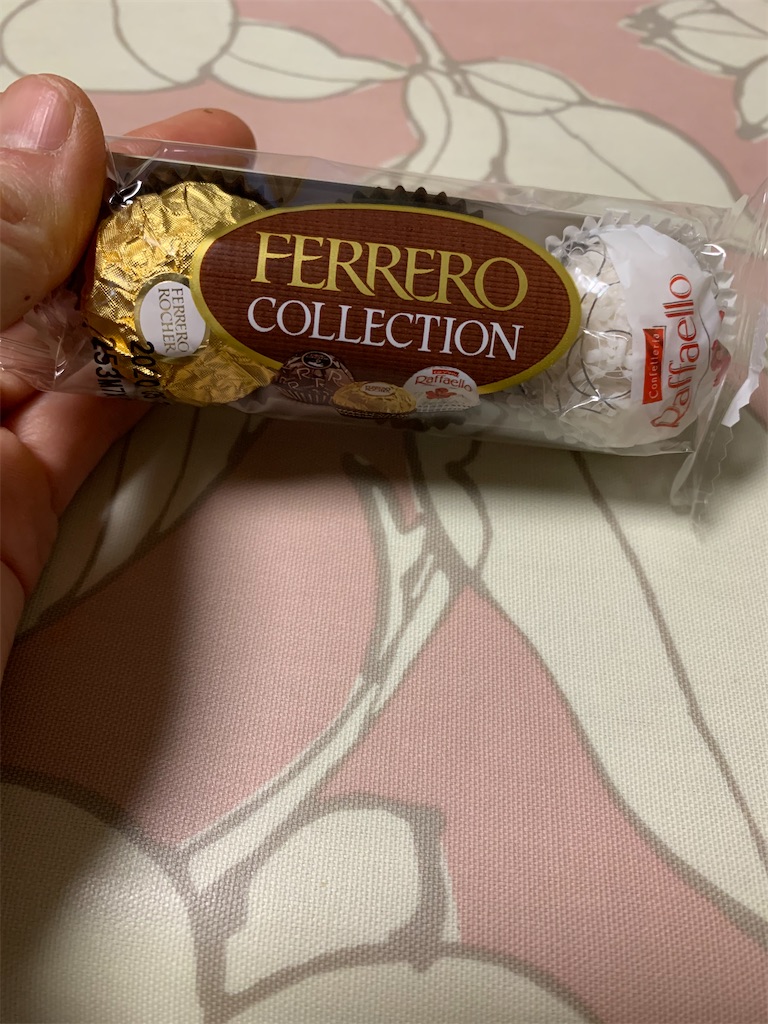 FERRERO
COLLECTION
FERRERO
ROCHER
Raffaello
Confetteria
Raffaello